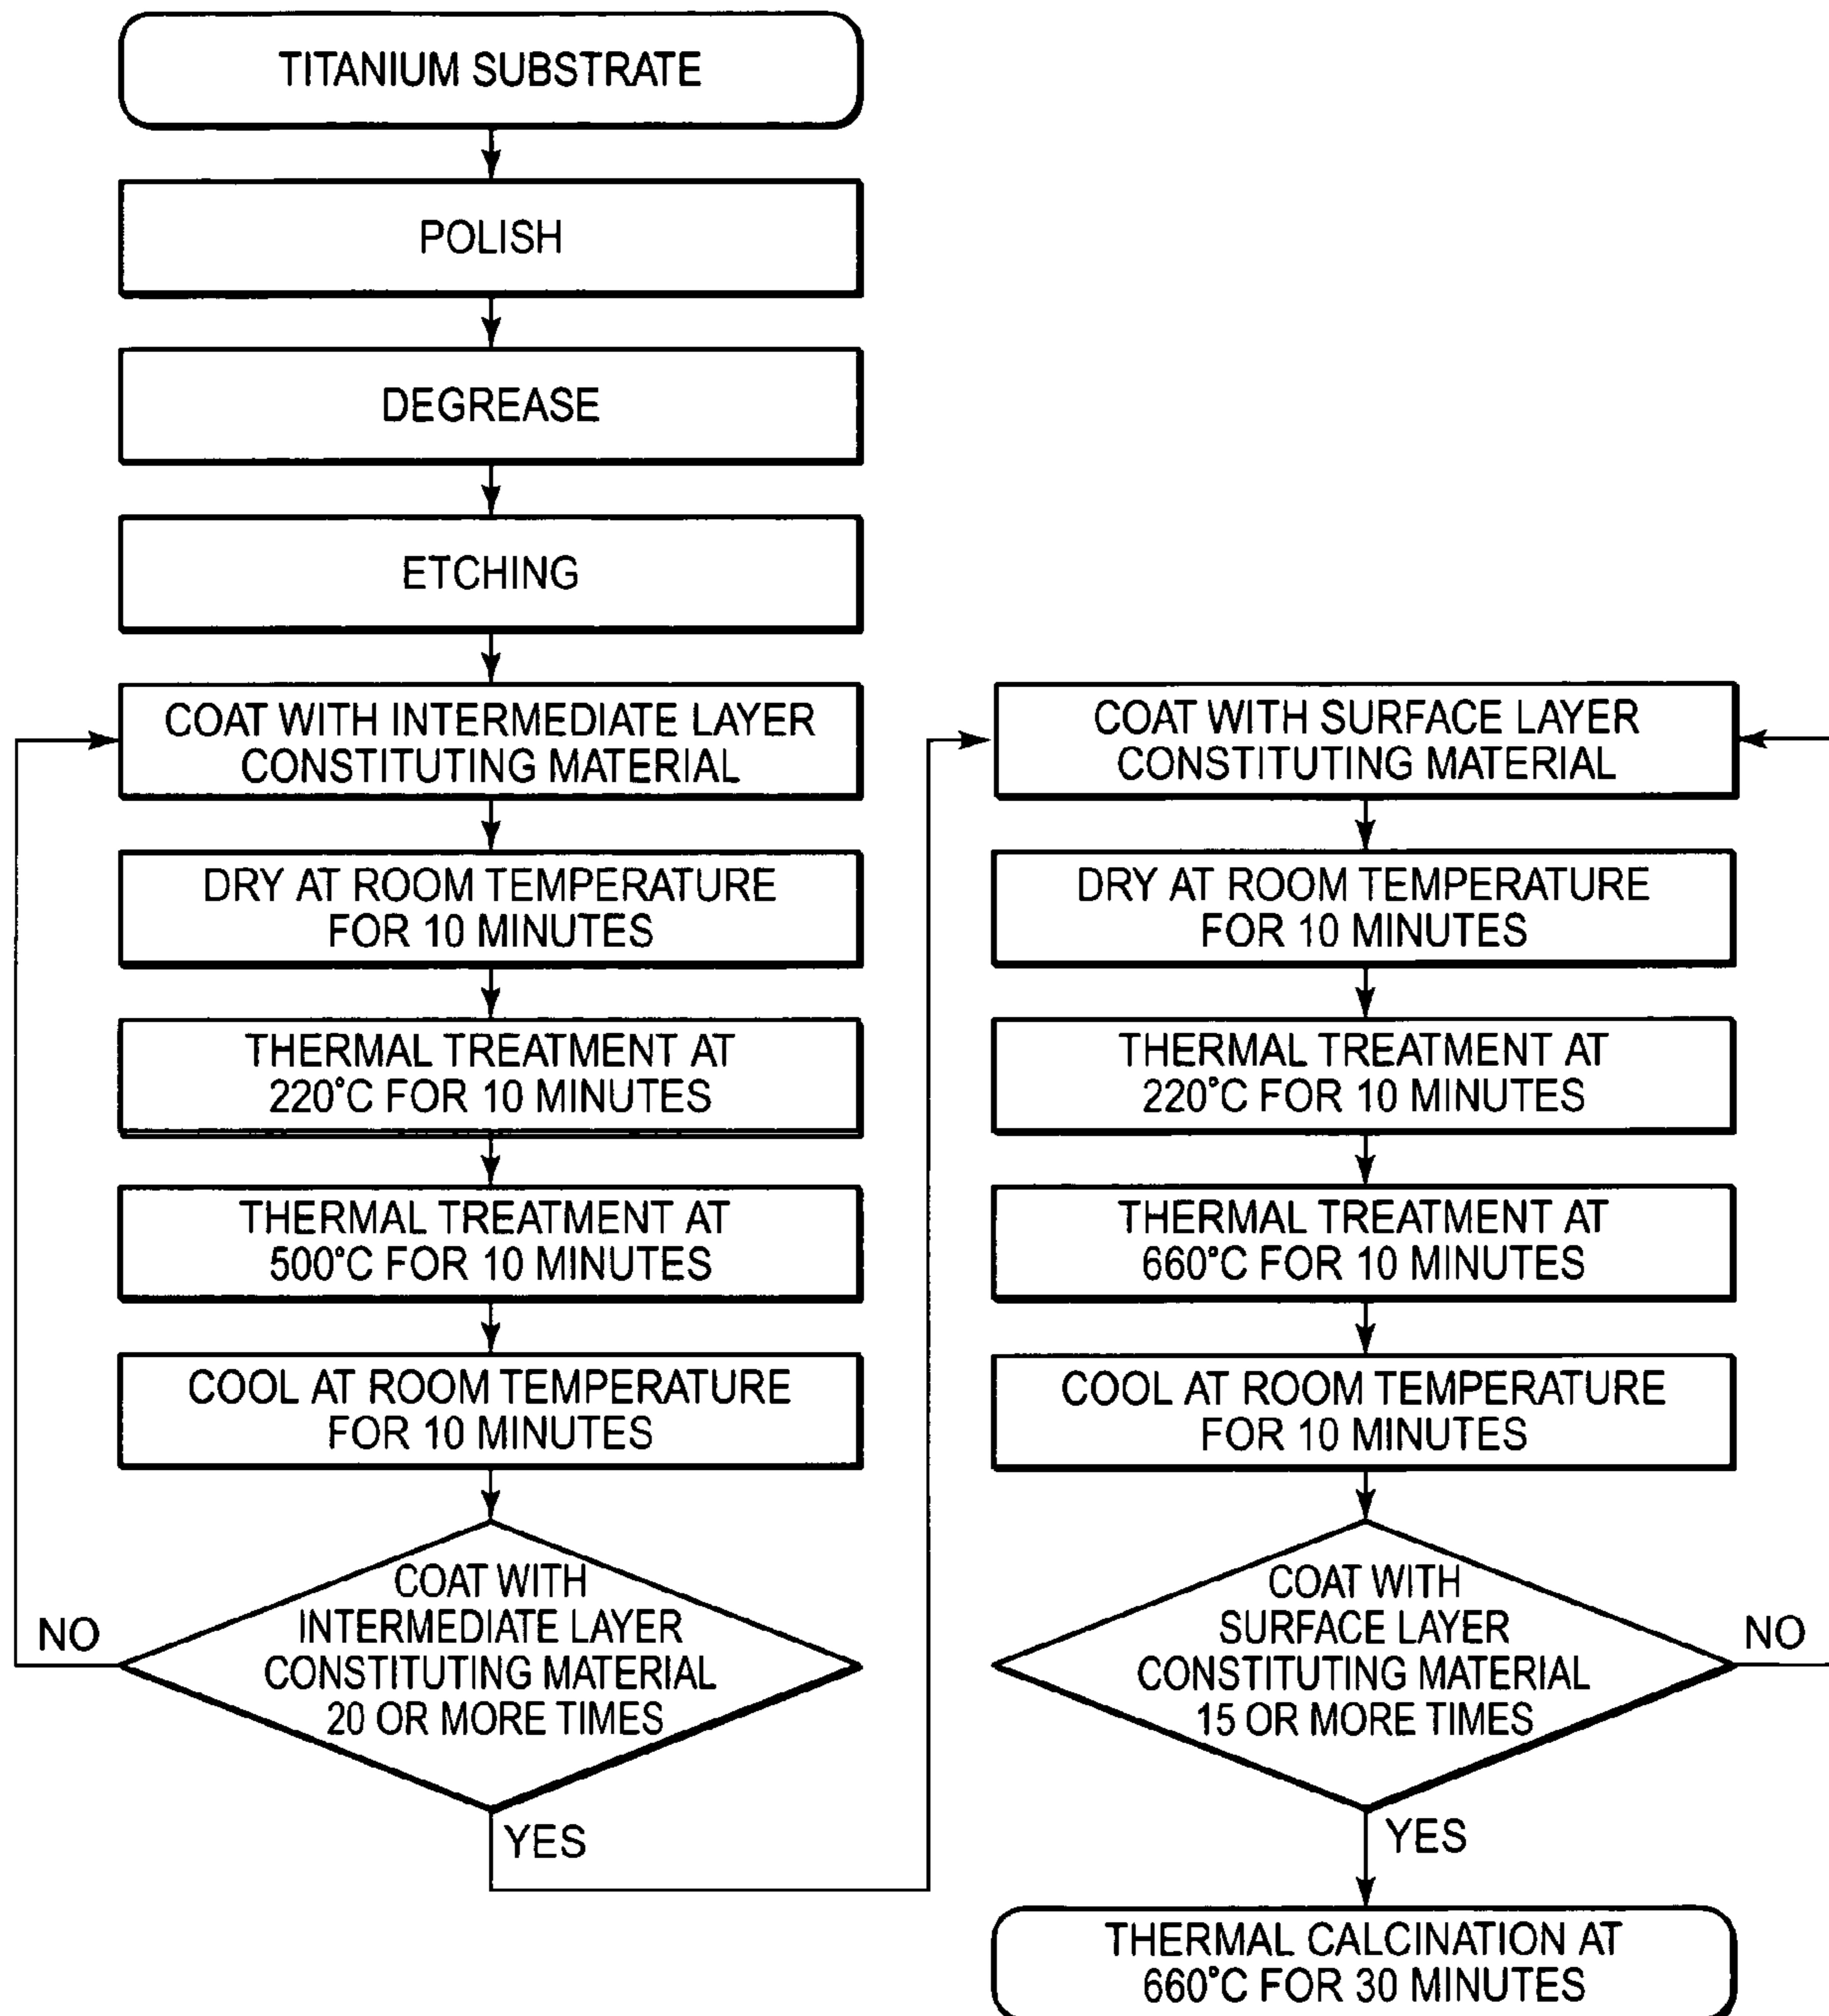 TITANIUM SUBSTRATE
POLISH
DEGREASE
ETCHING
COAT WITH INTERMEDIATE LAYER
CONSTITUTING MATERIAL
DRY AT ROOM TEMPERATURE
FOR 10 MINUTES
THERMAL TREATMENT AT
220°C FOR 10 MINUTES
THERMAL TREATMENT AT
500°C FOR 10 MINUTES
COOL AT ROOM TEMPERATURE
FOR 10 MINUTES
COAT WITH
INTERMEDIATE LAYER
CONSTITUTING MATERIAL
20 OR MORE TIMES
NO
YES
COAT WITH SURFACE LAYER
CONSTITUTING MATERIAL
DRY AT ROOM TEMPERATURE
FOR 10 MINUTES
THERMAL TREATMENT AT
220°C FOR 10 MINUTES
THERMAL TREATMENT AT
660°C FOR 10 MINUTES
COOL AT ROOM TEMPERATURE
FOR 10 MINUTES
COAT WITH
SURFACE LAYER
CONSTITUTING MATERIAL
15 OR MORE TIMES
NO
YES
THERMAL CALCINATION AT
660°C FOR 30 MINUTES